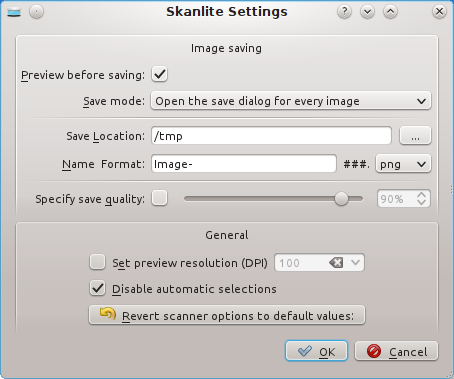 Skanlite Settings
Image saving
Preview before saving:
Save mode: Open the save dialog for every image
Save Location: /tmp ...
Name Format: Image- ###. png
Specify save quality: 90%
General
Set preview resolution (DPI) 100
Disable automatic selections
Revert scanner options to default values:
OK Cancel